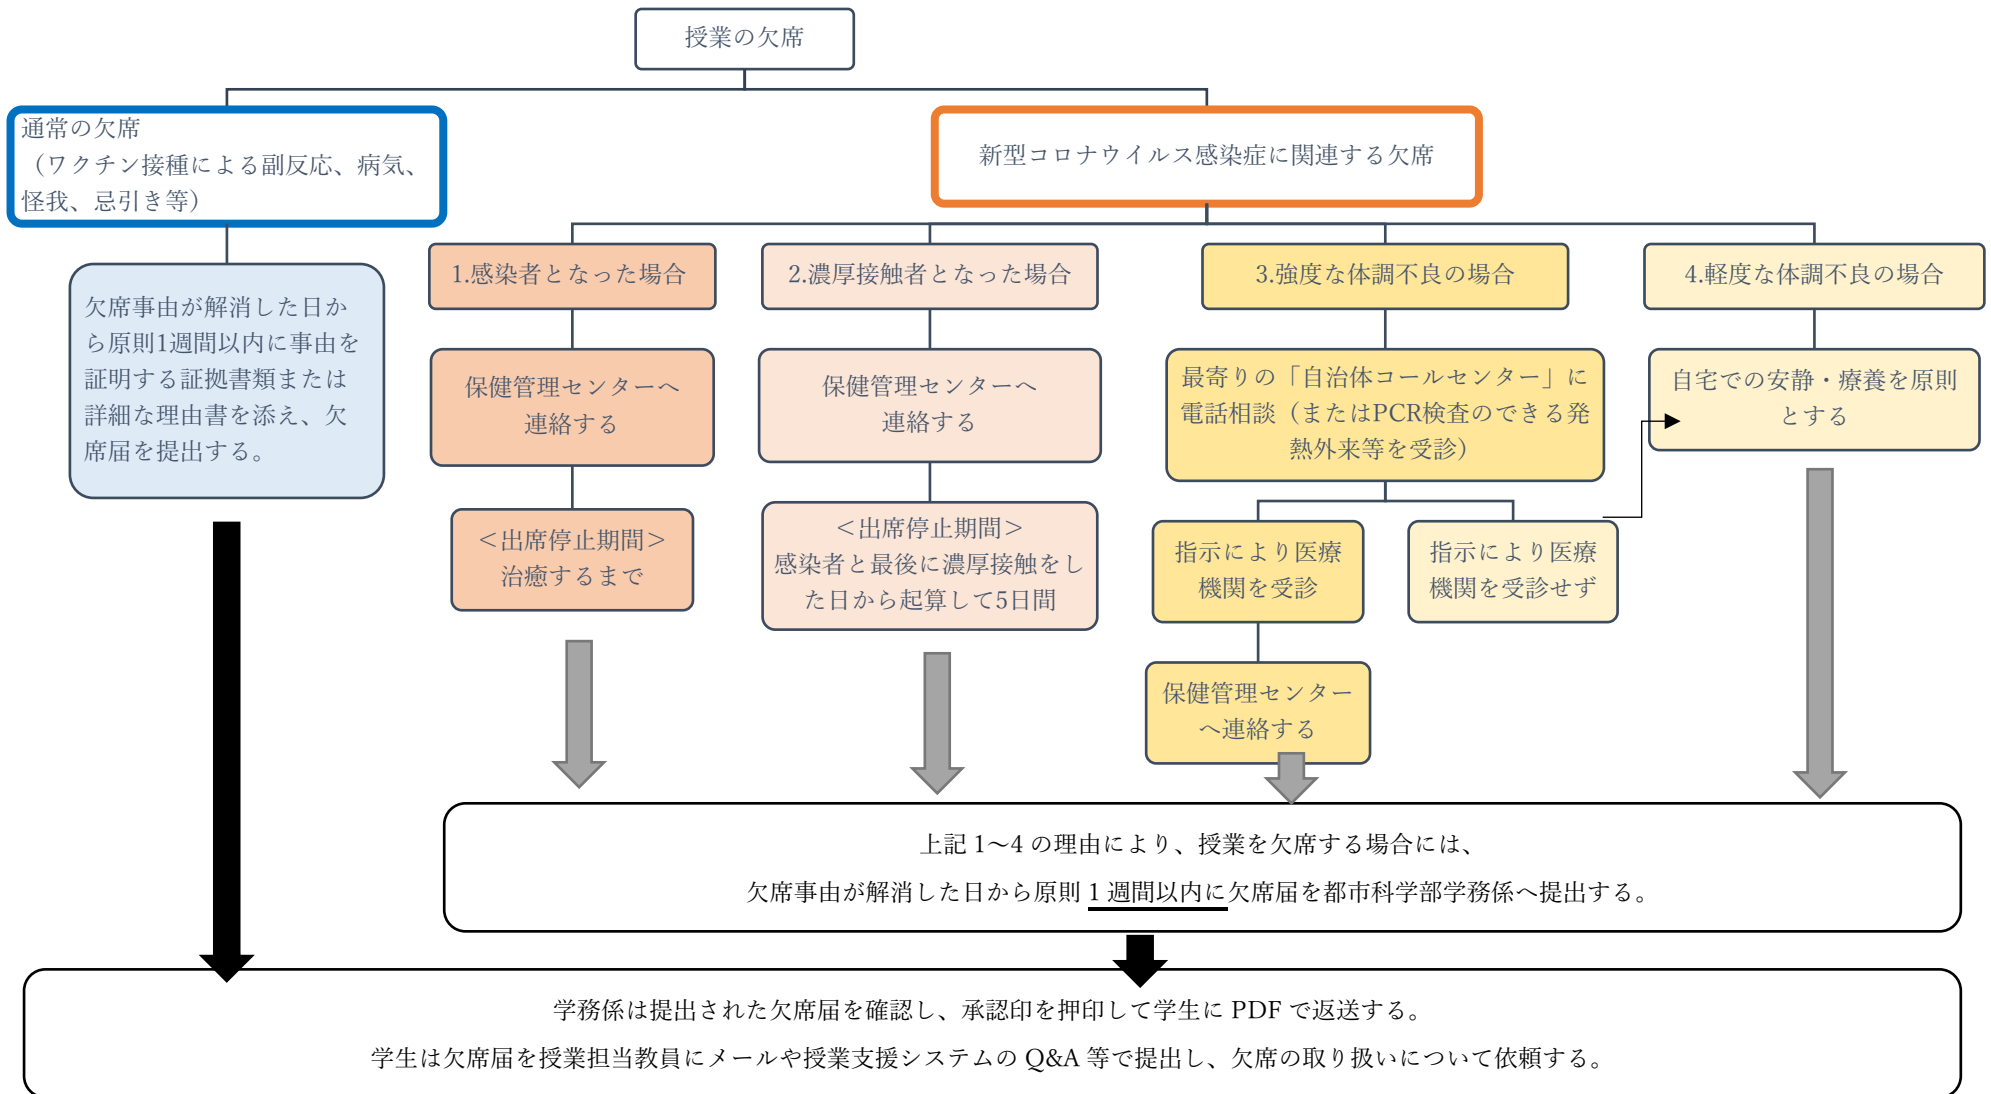 授業の欠席
通常の欠席
（ワクチン接種による副反応、病気、
怪我、忌引き等）
新型コロナウイルス感染症に関連する欠席
欠席事由が解消した日か
ら原則1週間以内に事由を
証明する証拠書類または
詳細な理由書を添え、欠
席届を提出する。
1.感染者となった場合
保健管理センターへ
連絡する
＜出席停止期間＞
治癒するまで
2.濃厚接触者となった場合
保健管理センターへ
連絡する
＜出席停止期間＞
感染者と最後に濃厚接触をし
た日から起算して5日間
3.強度な体調不良の場合
最寄りの「自治体コールセンター」に
電話相談（またはPCR検査のできる発
熱外来等を受診）
指示により医療
機関を受診
保健管理センター
へ連絡する
指示により医療
機関を受診せず
4.軽度な体調不良の場合
自宅での安静・療養を原則
とする
上記 1～4 の理由により、授業を欠席する場合には、
欠席事由が解消した日から原則 1 週間以内に欠席届を都市科学部学務係へ提出する。
学務係は提出された欠席届を確認し、承認印を押印して学生に PDF で返送する。
学生は欠席届を授業担当教員にメールや授業支援システムの Q&A 等で提出し、欠席の取り扱いについて依頼する。